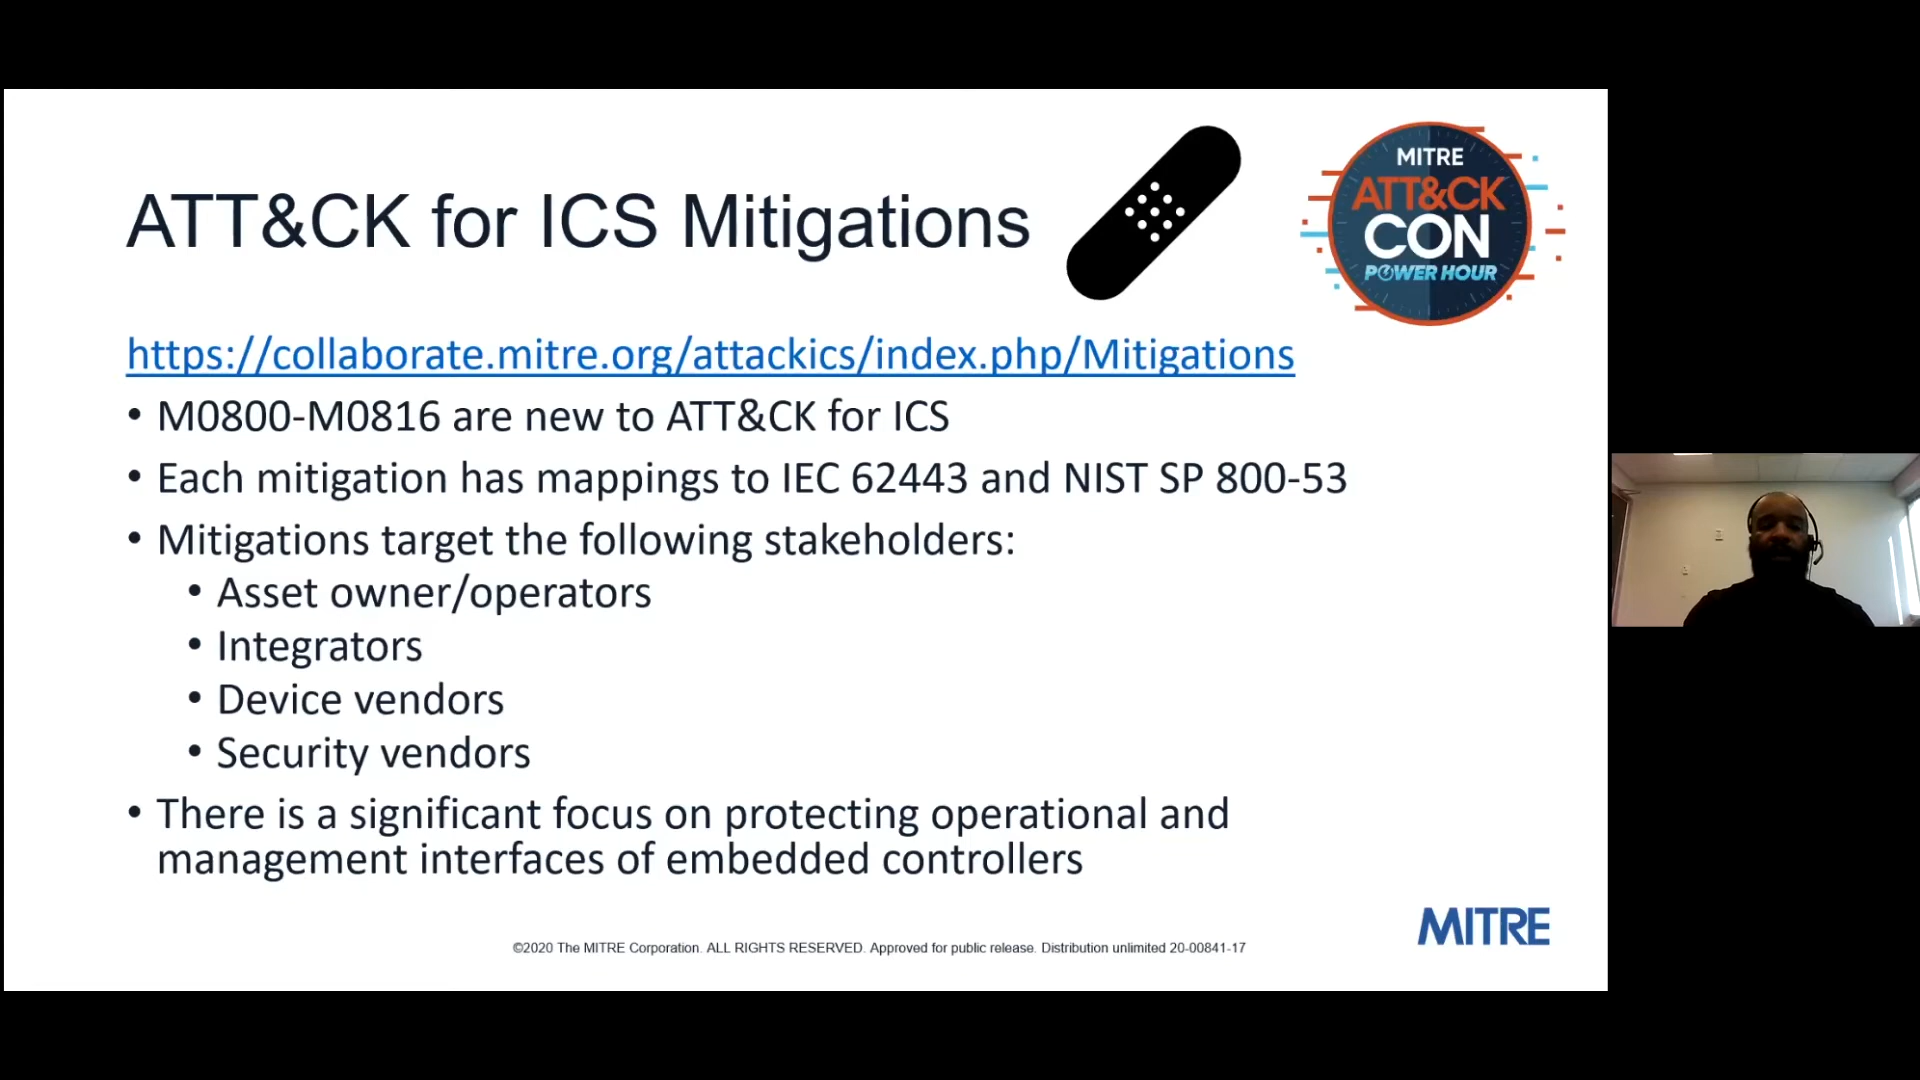 ATT&CK for ICS Mitigations
MITRE
ATT&CK
CON
POWER HOUR
https://collaborate.mitre.org/attackics/index.php/Mitigations
• M0800-M0816 are new to ATT&CK for ICS
• Each mitigation has mappings to IEC 62443 and NIST SP 800-53
• Mitigations target the following stakeholders:
• Asset owner/operators
• Integrators
• Device vendors
• Security vendors
• There is a significant focus on protecting operational and
management interfaces of embedded controllers
MITRE
©2020 The MITRE Corporation. ALL RIGHTS RESERVED. Approved for public release. Distribution unlimited 20-00841-17